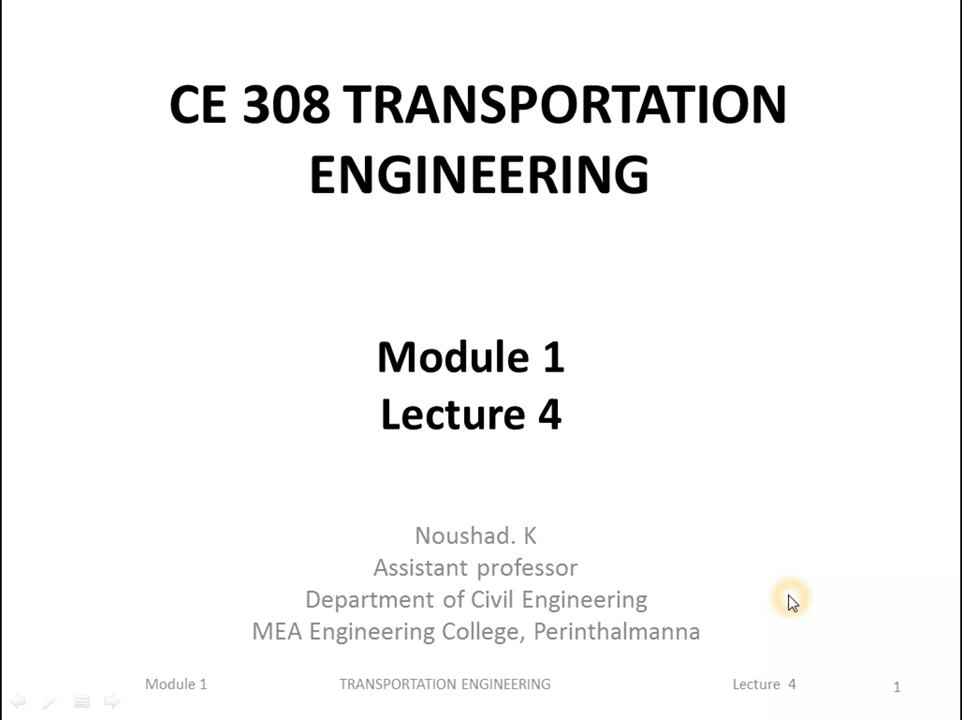 CE 308 TRANSPORTATION
ENGINEERING
Module 1
Lecture 4
Noushad. K
Assistant professor
Department of Civil Engineering
MEA Engineering College, Perinthalmanna
Module 1 TRANSPORTATION ENGINEERING Lecture 4 1